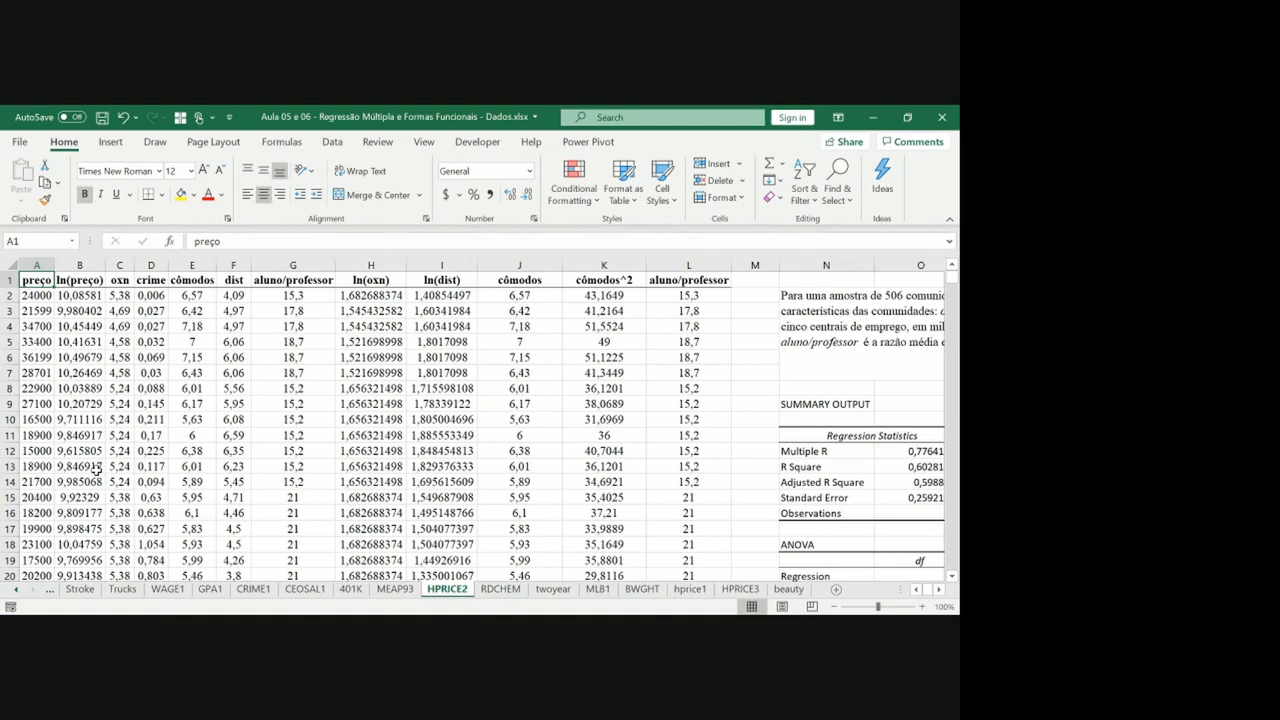 AutoSave Off Aula 05 e 06 - Regressão Múltipla e Formas Funcionais - Dados.xlsx Search Sign in
File Home Insert Draw Page Layout Formulas Data Review View Developer Help Power Pivot Share Comments
Times New Roman 12 Wrap Text General Insert
Paste B I U Merge & Center $ % Conditional Formatting Format as Table Cell Styles Delete Format Sort & Filter Find & Select Ideas
Clipboard Font Alignment Number Styles Cells Editing Ideas
A1 fx preço
A B C D E F G H I J K L M N O
1 preço ln(preço) oxn crime cômodos dist aluno/professor ln(oxn) ln(dist) cômodos cômodos^2 aluno/professor
2 24000 10,08581 5,38 0,006 6,57 4,09 15,3 1,682688374 1,40854497 6,57 43,1649 15,3 Para uma amostra de 506 comunic
3 21599 9,980402 4,69 0,027 6,42 4,97 17,8 1,545432582 1,60341984 6,42 41,2164 17,8 características das comunidades:
4 34700 10,45449 4,69 0,027 7,18 4,97 17,8 1,545432582 1,60341984 7,18 51,5524 17,8 cinco centrais de emprego, em mil
5 33400 10,41631 4,58 0,032 7 6,06 18,7 1,521698998 1,8017098 7 49 18,7 aluno/professor é a razão média e
6 36199 10,49679 4,58 0,069 7,15 6,06 18,7 1,521698998 1,8017098 7,15 51,1225 18,7
7 28701 10,26469 4,58 0,03 6,43 6,06 18,7 1,521698998 1,8017098 6,43 41,3449 18,7
8 22900 10,03889 5,24 0,088 6,01 5,56 15,2 1,656321498 1,715598108 6,01 36,1201 15,2
9 27100 10,20729 5,24 0,145 6,17 5,95 15,2 1,656321498 1,78339122 6,17 38,0689 15,2 SUMMARY OUTPUT
10 16500 9,711116 5,24 0,211 5,63 6,08 15,2 1,656321498 1,805004696 5,63 31,6969 15,2
11 18900 9,846917 5,24 0,17 6 6,59 15,2 1,656321498 1,885553349 6 36 15,2 Regression Statistics
12 15000 9,615805 5,24 0,225 6,38 6,35 15,2 1,656321498 1,848454813 6,38 40,7044 15,2 Multiple R 0,77641
13 18900 9,846917 5,24 0,117 6,01 6,23 15,2 1,656321498 1,829376333 6,01 36,1201 15,2 R Square 0,60281
14 21700 9,985068 5,24 0,094 5,89 5,45 15,2 1,656321498 1,695615609 5,89 34,6921 15,2 Adjusted R Square 0,5988
15 20400 9,92329 5,38 0,63 5,95 4,71 21 1,682688374 1,549687908 5,95 35,4025 21 Standard Error 0,25921
16 18200 9,809177 5,38 0,638 6,1 4,46 21 1,682688374 1,495148766 6,1 37,21 21 Observations
17 19900 9,898475 5,38 0,627 5,83 4,5 21 1,682688374 1,504077397 5,83 33,9889 21
18 23100 10,04759 5,38 1,054 5,93 4,5 21 1,682688374 1,504077397 5,93 35,1649 21 ANOVA
19 17500 9,769956 5,38 0,784 5,99 4,26 21 1,682688374 1,44926916 5,99 35,8801 21 df
20 20200 9,913438 5,38 0,803 5,46 3,8 21 1,682688374 1,335001067 5,46 29,8116 21 Regression
... Stroke Trucks WAGE1 GPA1 CRIME1 CEOSAL1 401K MEAP93 HPRICE2 RDCHEM twoyear MLB1 BWGHT hprice1 HPRICE3 beauty
100%